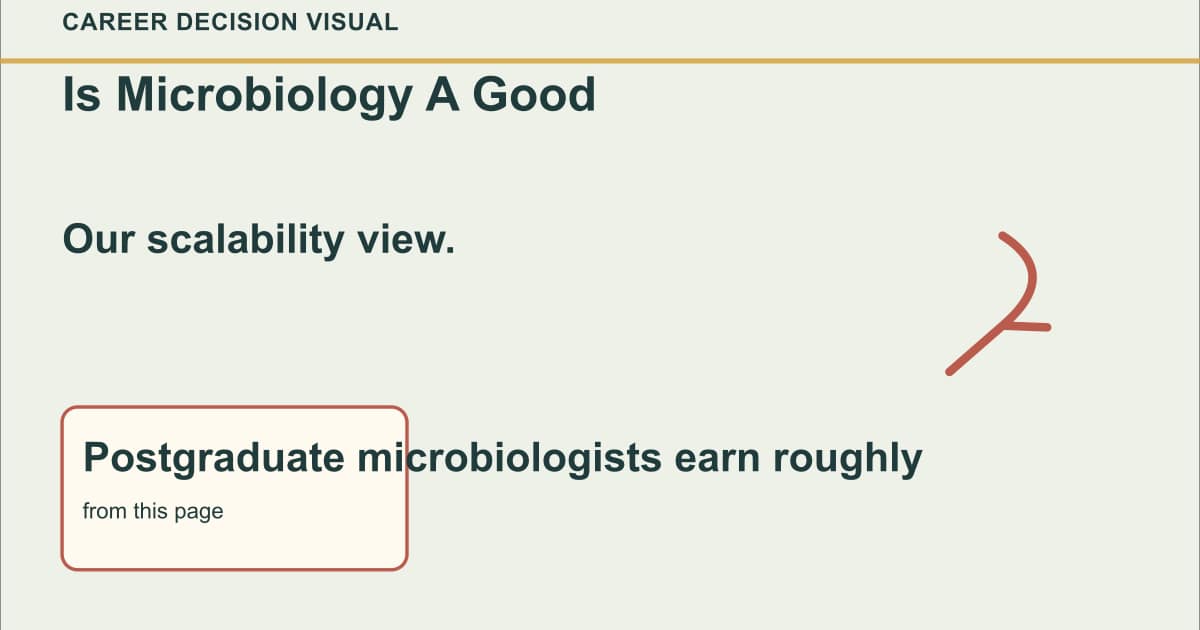 CAREER DECISION VISUAL
Is Microbiology A Good
Our scalability view.
Postgraduate microbiologists earn roughly
from this page